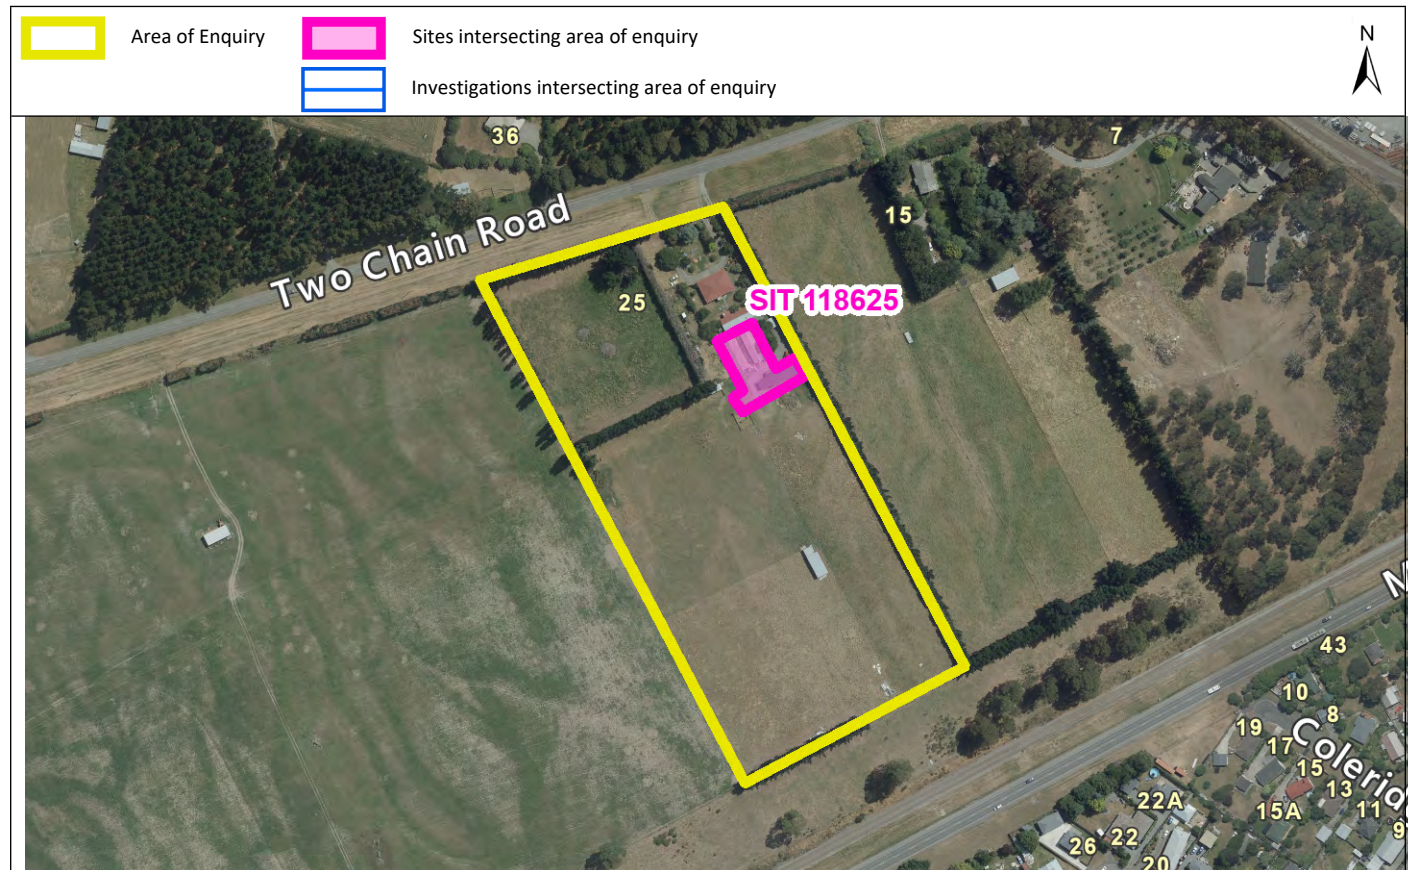 Area of Enquiry
Sites intersecting area of enquiry
N
Investigations intersecting area of enquiry
36
7
Two Chain Road
15
25
SIT 118625
M
43
10
8
19
17
Colerid
15
13
22A
15A
11
22
9
26
20